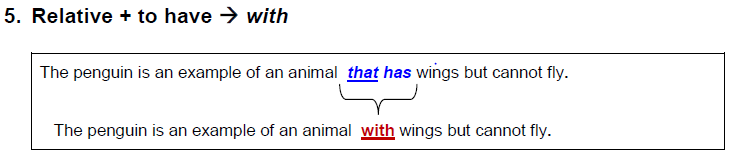 5. Relative + to have → with
The penguin is an example of an animal that has wings but cannot fly.
The penguin is an example of an animal with wings but cannot fly.